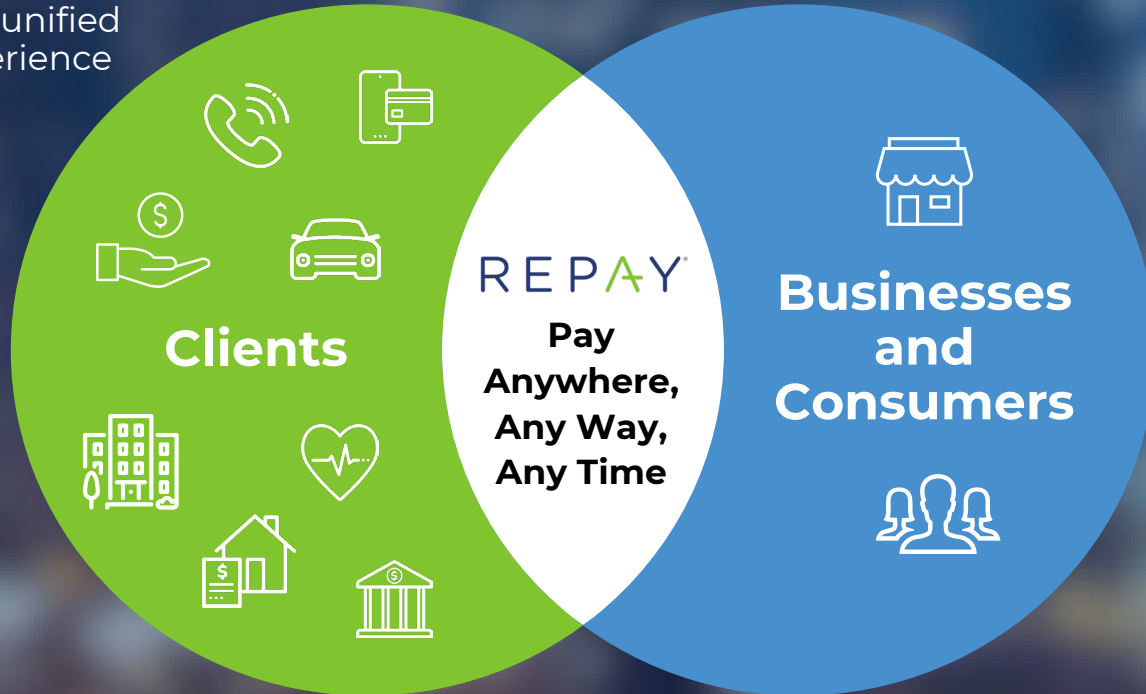 unified
erience
Clients
REPAY
Pay
Anywhere,
Any Way,
Any Time
Businesses
and
Consumers
$
$
$